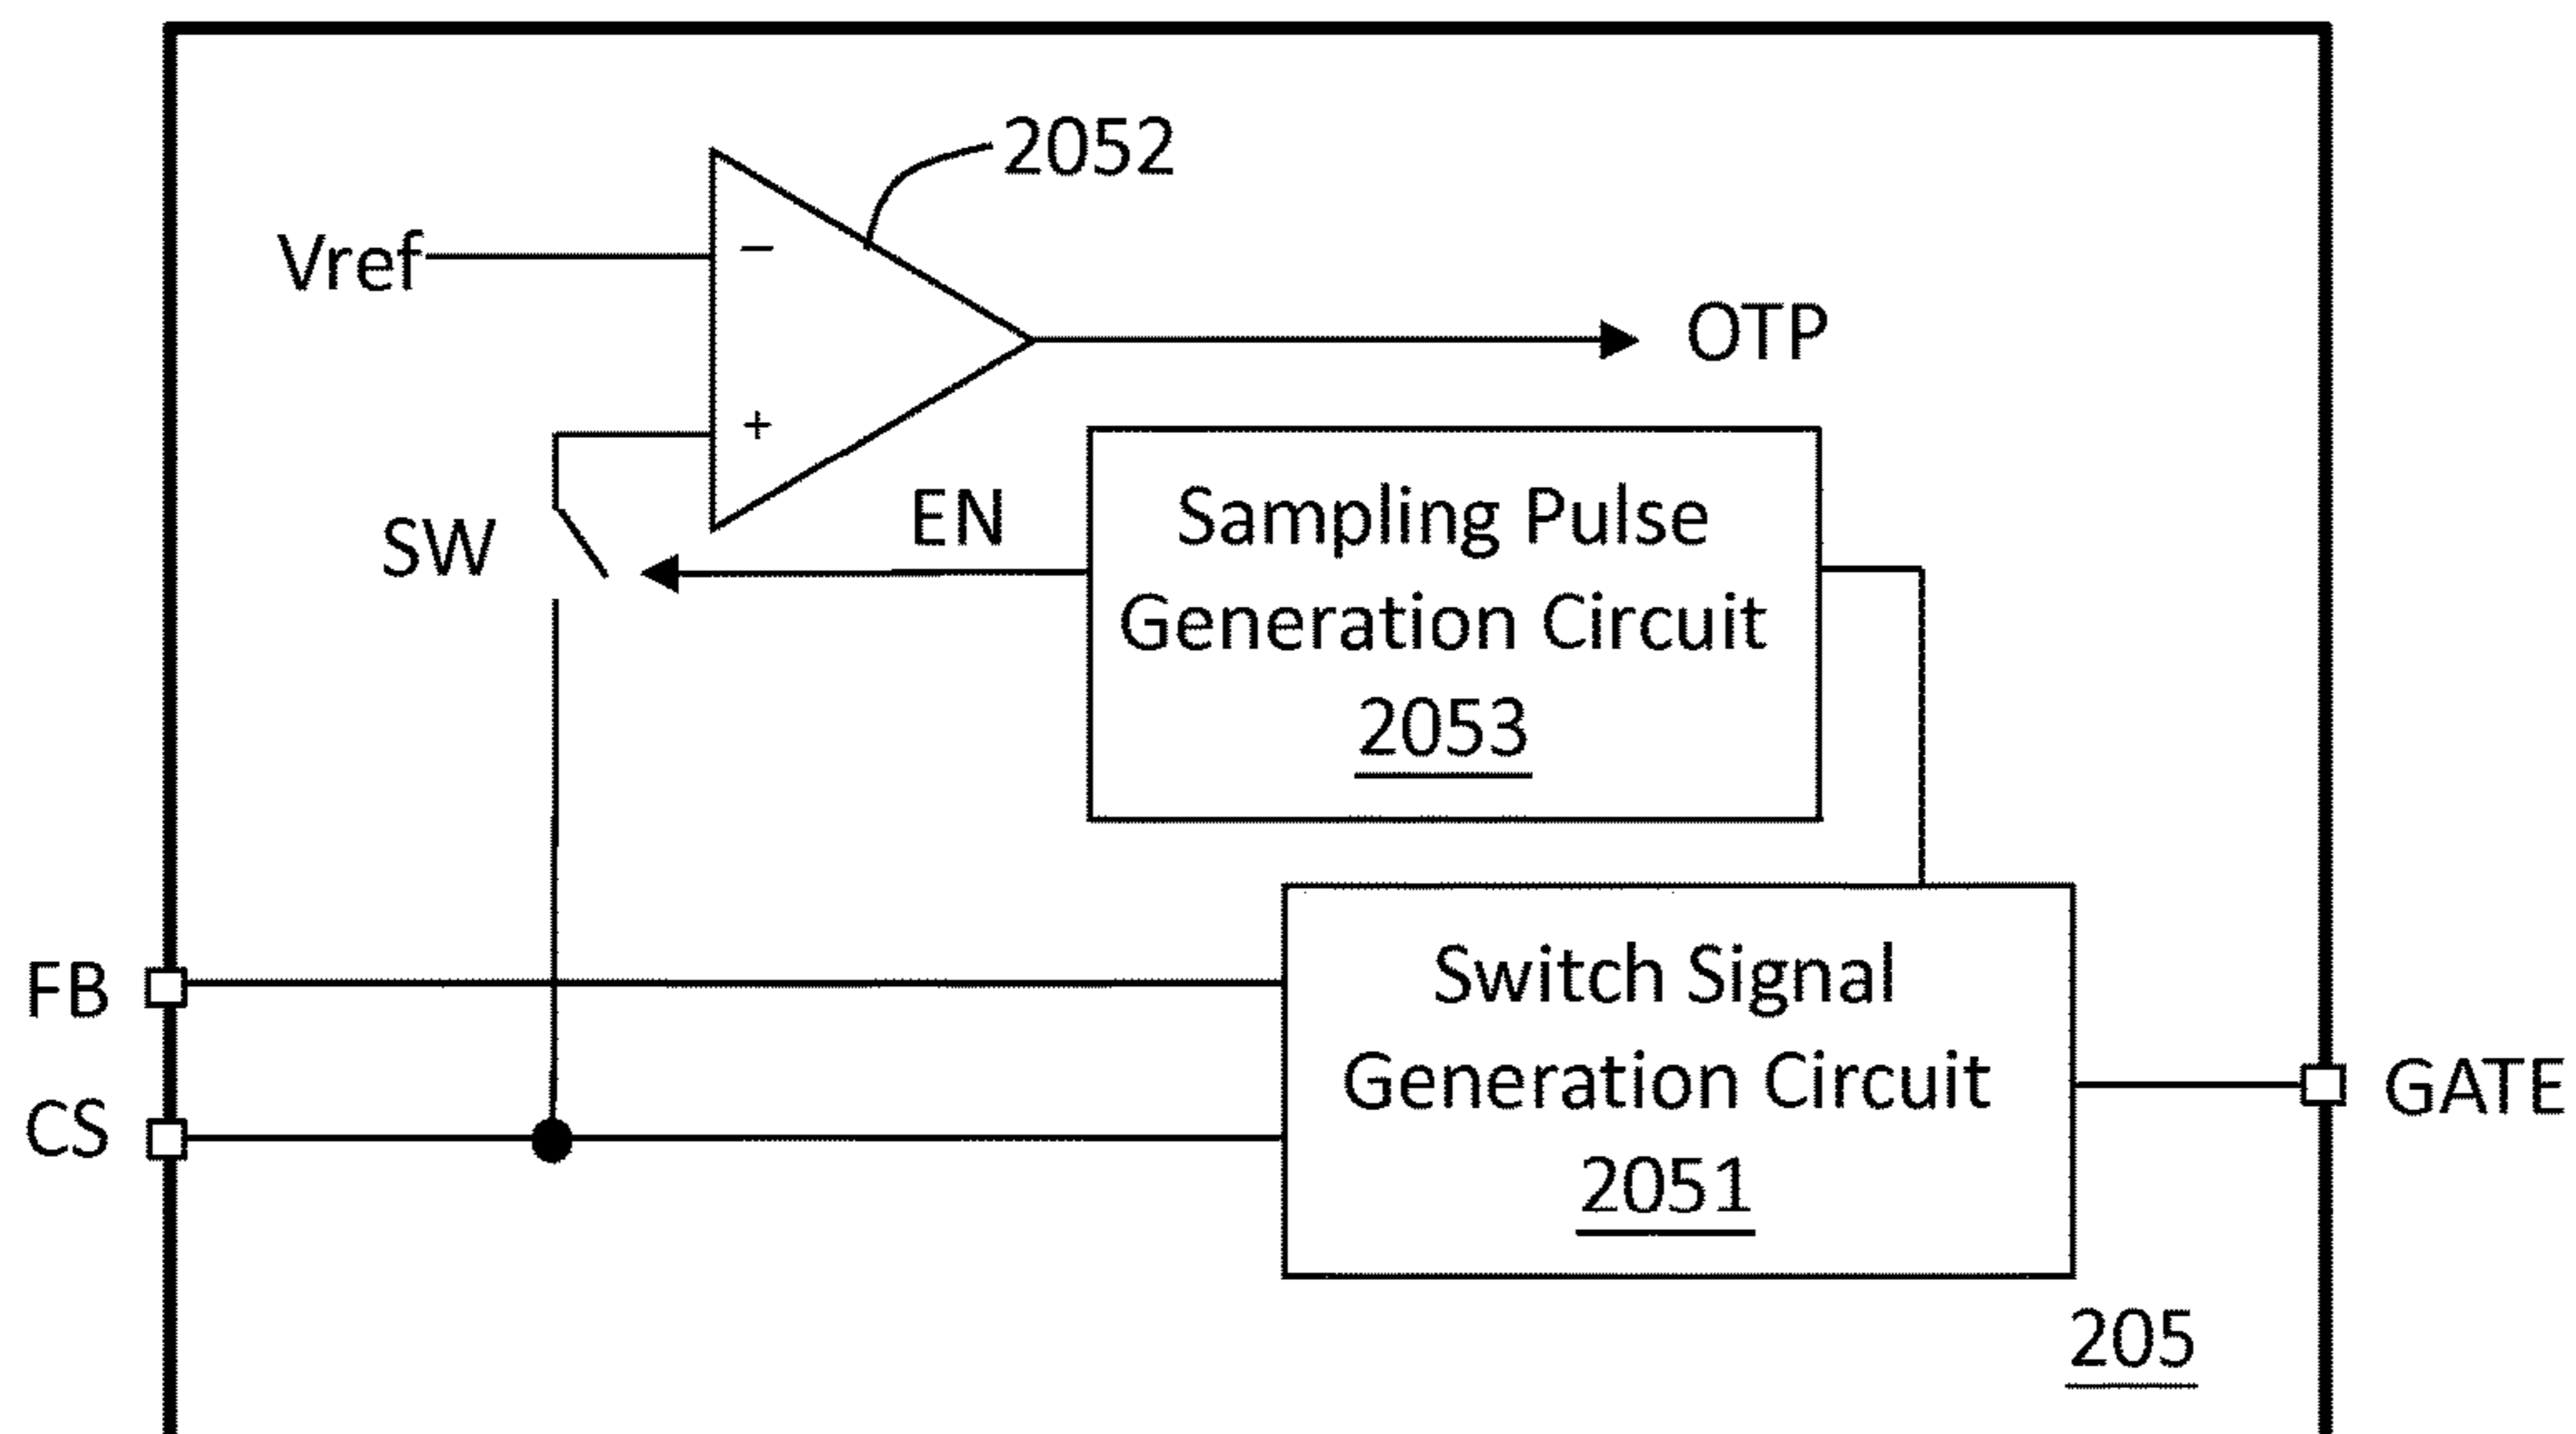 2052
Vref
−
OTP
+
SW
EN
Sampling Pulse
Generation Circuit
2053
FB
CS
Switch Signal
Generation Circuit
2051
GATE
205